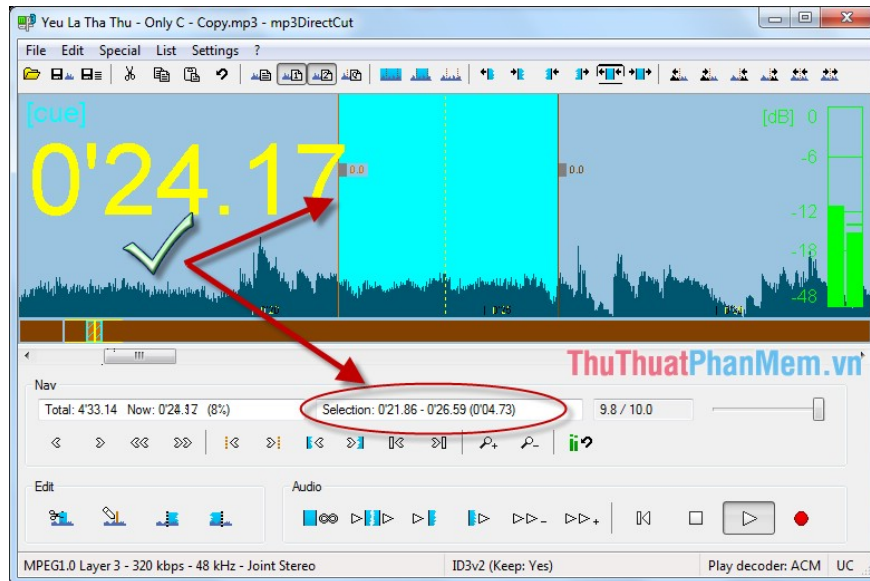 Yeu La Tha Thu - Only C - Copy.mp3 - mp3DirectCut
File Edit Special List Settings ?
[cue]
[dB] 0
0'24.17
-6
0.0 0.0
-12
-18
-48
ThuThuatPhanMem.vn
Nav
Total: 4'33.14 Now: 0'24.17 (8%) Selection: 0'21.86 - 0'26.59 (0'04.73) 9.8 / 10.0
Edit Audio
MPEG1.0 Layer 3 - 320 kbps - 48 kHz - Joint Stereo ID3v2 (Keep: Yes) Play decoder: ACM UC